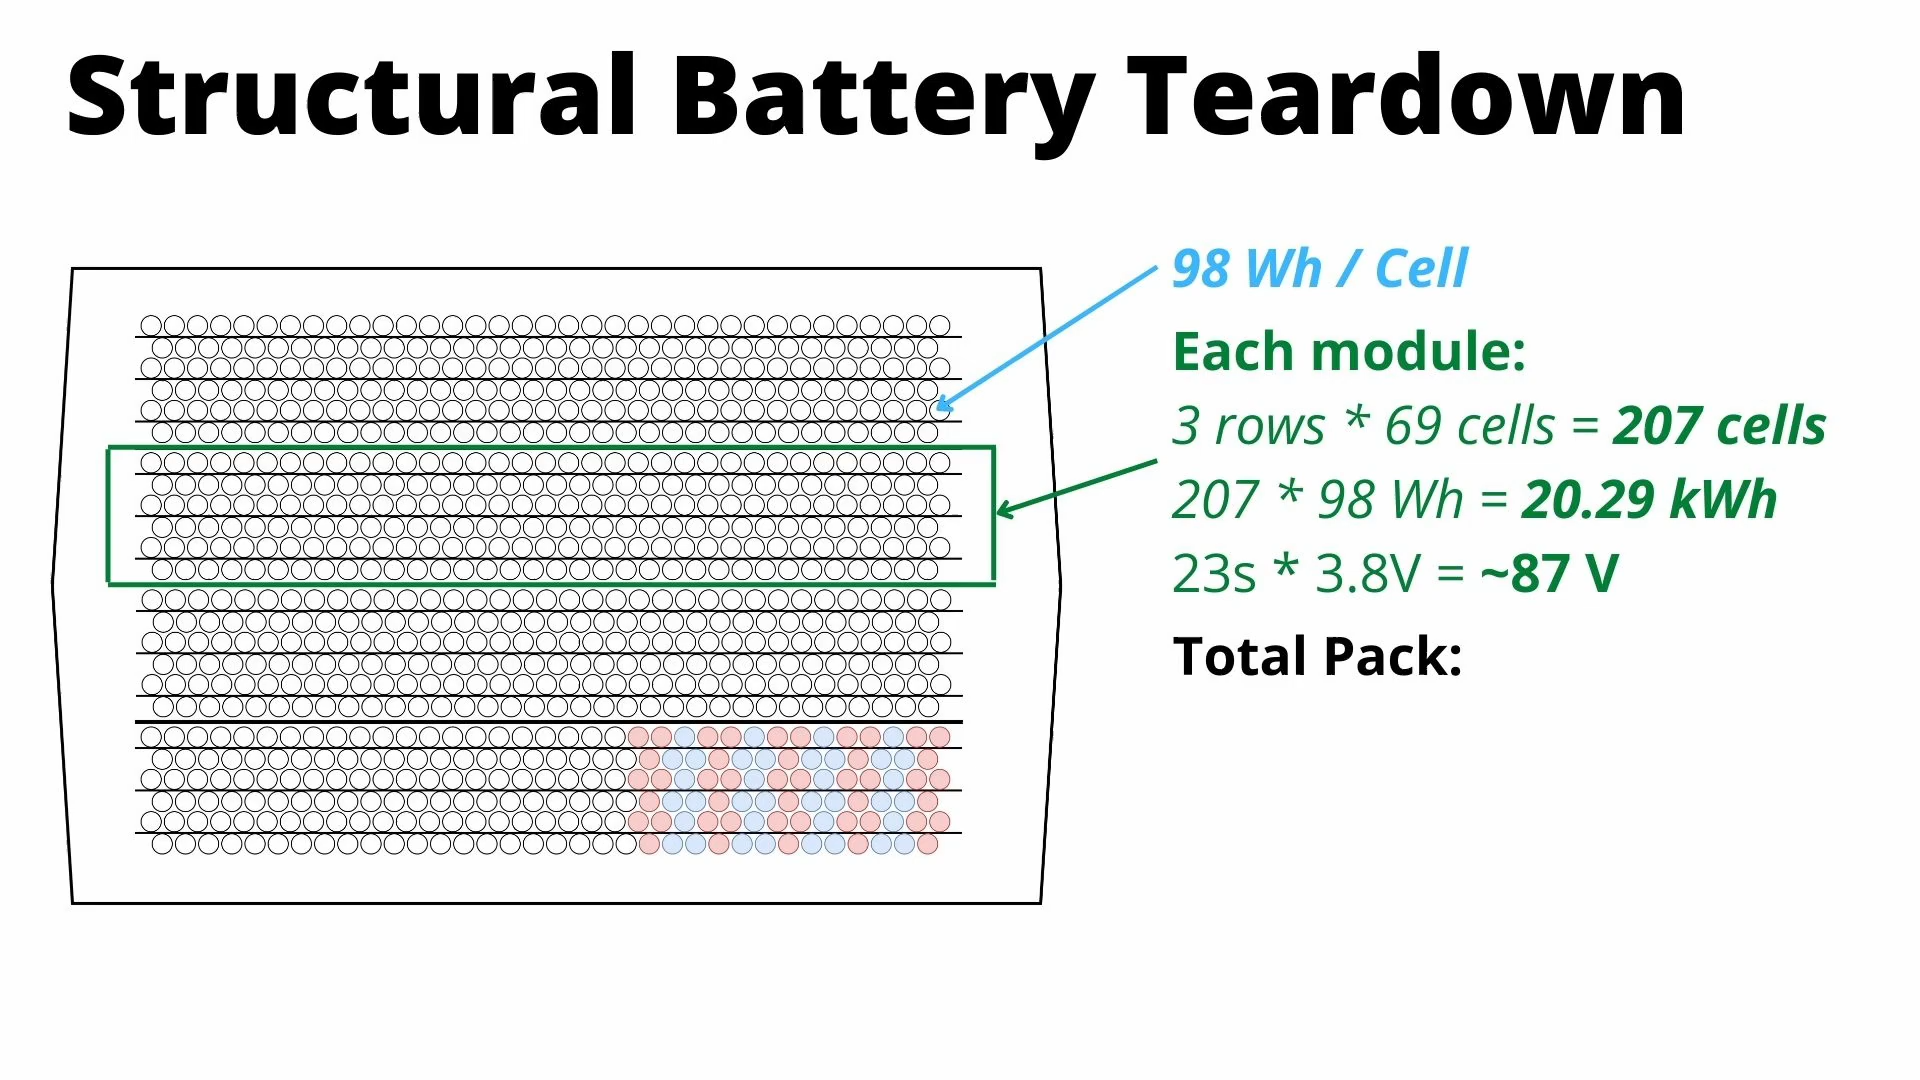 Structural Battery Teardown
98 Wh / Cell
Each module:
3 rows * 69 cells = 207 cells
207 * 98 Wh = 20.29 kWh
23s * 3.8V = ~87 V
Total Pack: